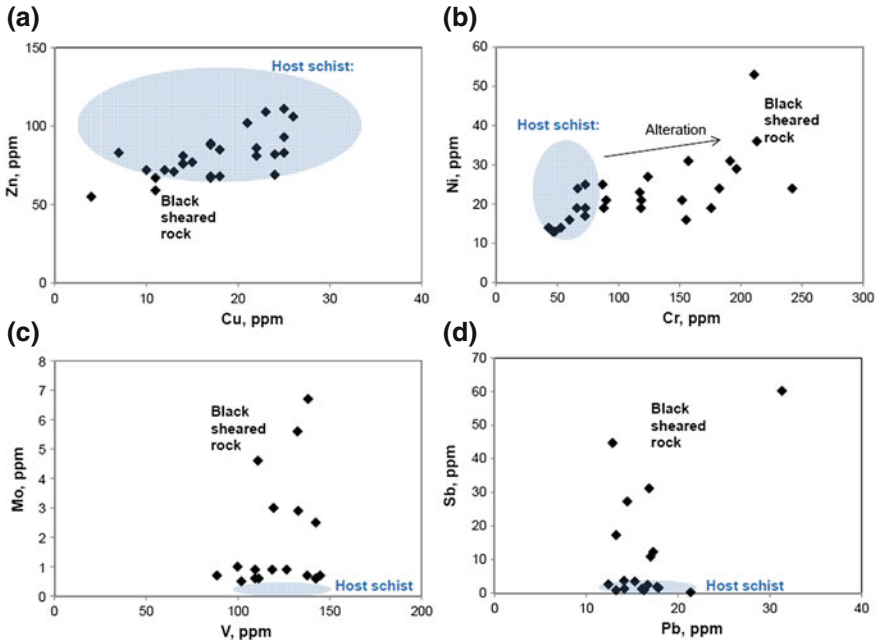 (a)
150
100
50
0
Zn, ppm
Host schist:
Black
sheared
rock
0 10 20 30 40
Cu, ppm
(b)
60
50
40
30
20
10
0
Ni, ppm
Host schist:
Alteration
Black
sheared
rock
0 50 100 150 200 250 300
Cr, ppm
(c)
8
7
6
5
4
3
2
1
0
Mo, ppm
Black
sheared
rock
Host schist
0 50 100 150 200
V, ppm
(d)
70
60
50
40
30
20
10
0
Sb, ppm
Black
sheared
rock
Host schist
0 10 20 30 40
Pb, ppm